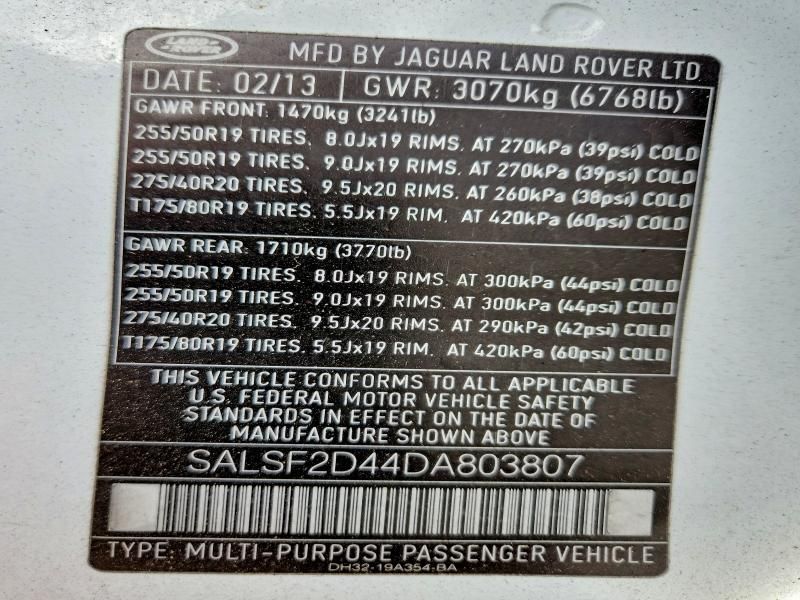 LAND ROVER
MFD BY JAGUAR LAND ROVER LTD
DATE: 02/13 GWR: 3070kg (6768lb)
GAWR FRONT: 1470kg (3241lb)
255/50R19 TIRES. 8.0Jx19 RIMS. AT 270kPa (39psi) COLD
255/50R19 TIRES. 9.0Jx19 RIMS. AT 270kPa (39psi) COLD
275/40R20 TIRES. 9.5Jx20 RIMS. AT 260kPa (38psi) COLD
T175/80R19 TIRES. 5.5Jx19 RIM. AT 420kPa (60psi) COLD
GAWR REAR: 1710kg (3770lb)
255/50R19 TIRES. 8.0Jx19 RIMS. AT 300kPa (44psi) COLD
255/50R19 TIRES. 9.0Jx19 RIMS. AT 300kPa (44psi) COLD
275/40R20 TIRES. 9.5Jx20 RIMS. AT 290kPa (42psi) COLD
T175/80R19 TIRES. 5.5Jx19 RIM. AT 420kPa (60psi) COLD
THIS VEHICLE CONFORMS TO ALL APPLICABLE
U.S. FEDERAL MOTOR VEHICLE SAFETY
STANDARDS IN EFFECT ON THE DATE OF
MANUFACTURE SHOWN ABOVE
SALSF2D44DA803807
TYPE: MULTI-PURPOSE PASSENGER VEHICLE
DH32-19A354-BA